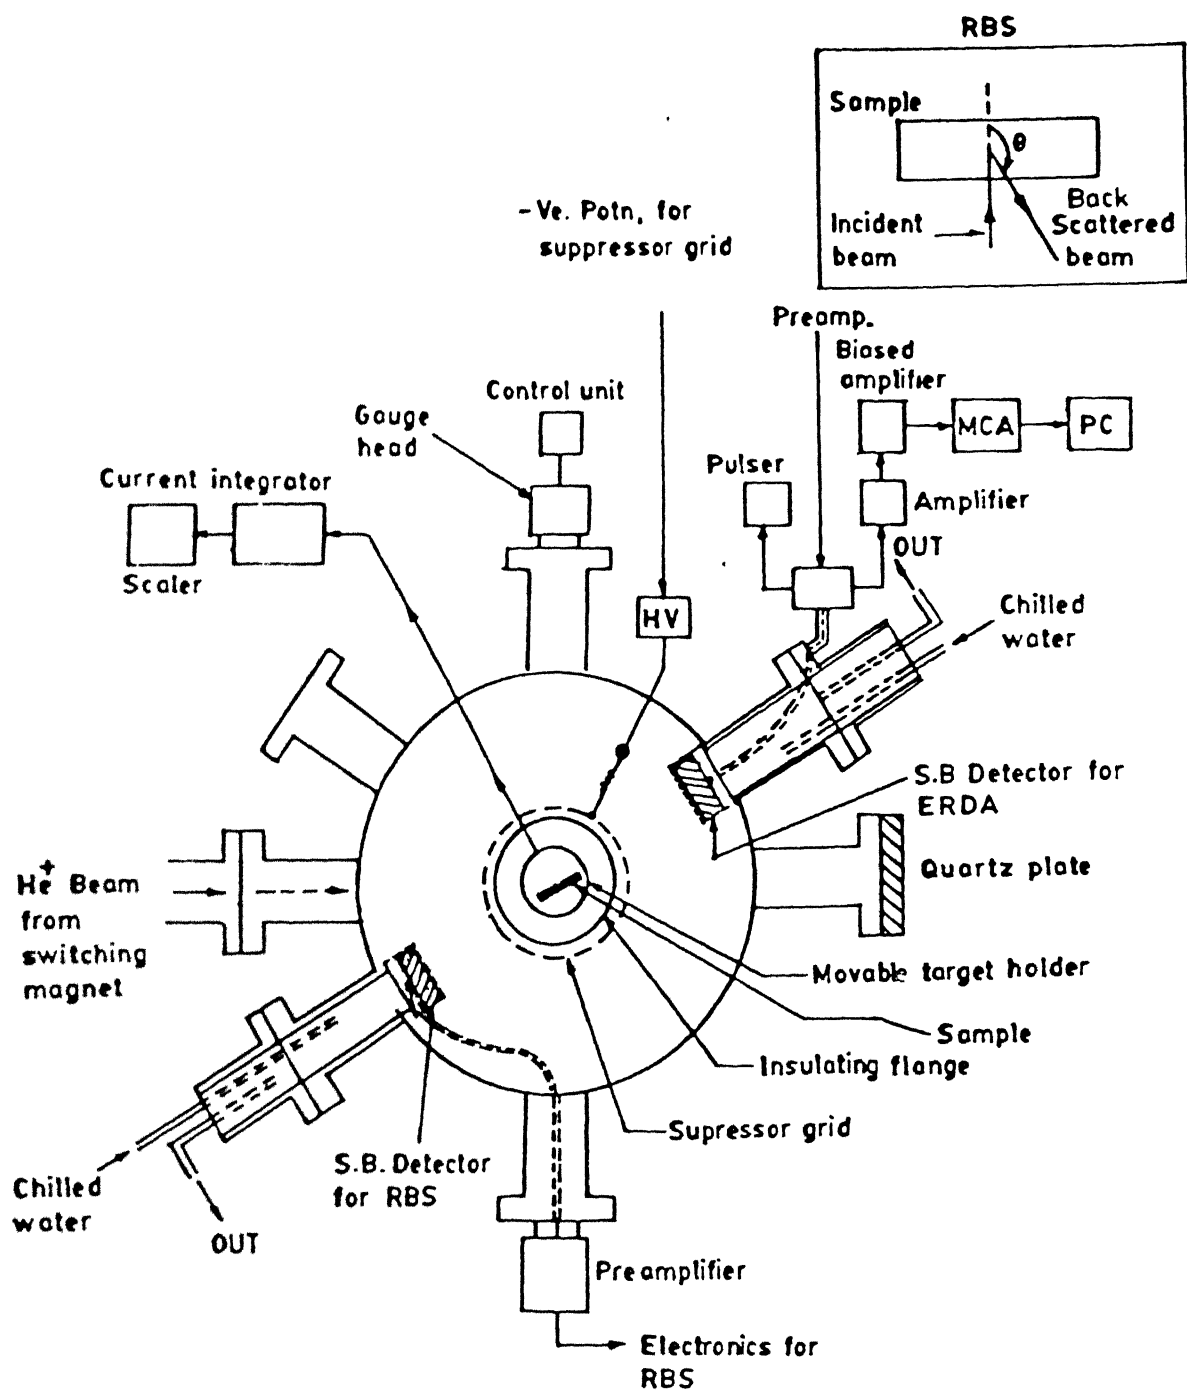 RBS
Sample
θ
Back
Scattered
beam
Incident
beam
-Ve. Potn, for
suppressor grid
Preamp.
Biased
amplifier
MCA
PC
Control unit
Gauge
head
Pulser
Amplifier
Current integrator
Scaler
OUT
HV
Chilled
water
S.B Detector for
ERDA
Quartz plate
He+ Beam
from
switching
magnet
Movable target holder
Sample
Insulating flange
Supressor grid
S.B. Detector
for RBS
Chilled
water
OUT
Preamplifier
Electronics for
RBS